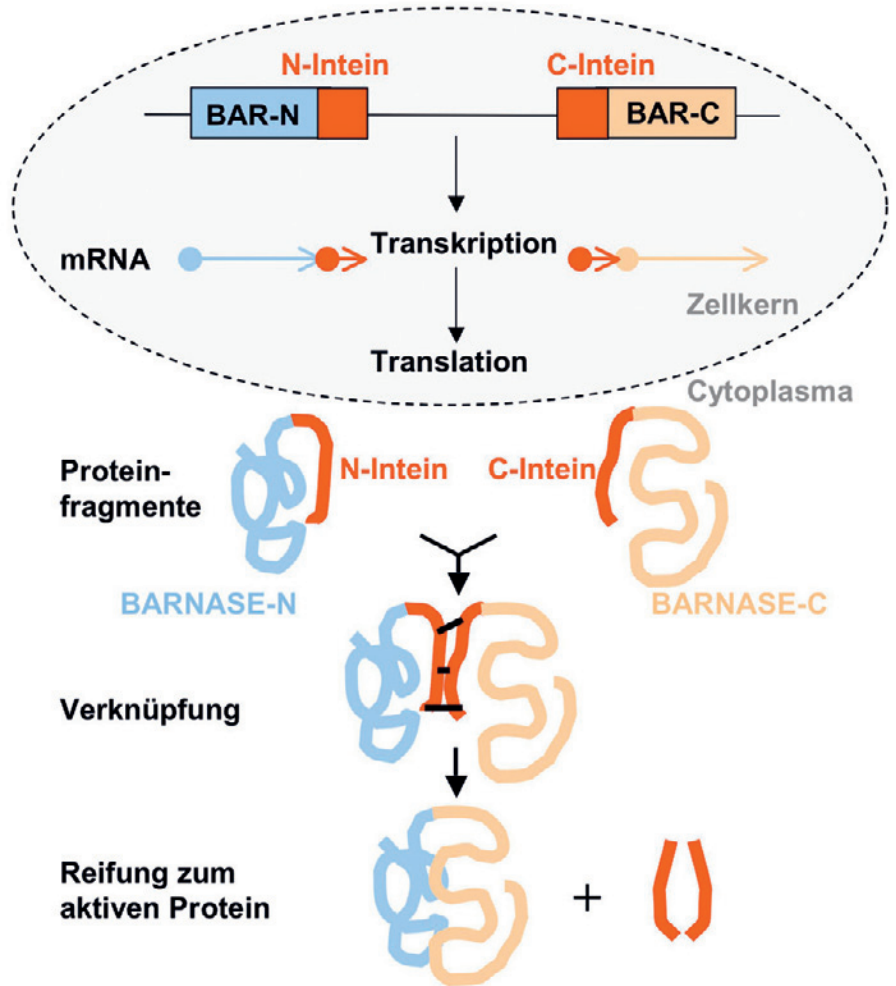 N-Intein C-Intein
BAR-N BAR-C
Transkription
mRNA
Zellkern
Translation
Cytoplasma
Protein-
fragmente
N-Intein C-Intein
BARNASE-N BARNASE-C
Verknüpfung
Reifung zum
aktiven Protein
+